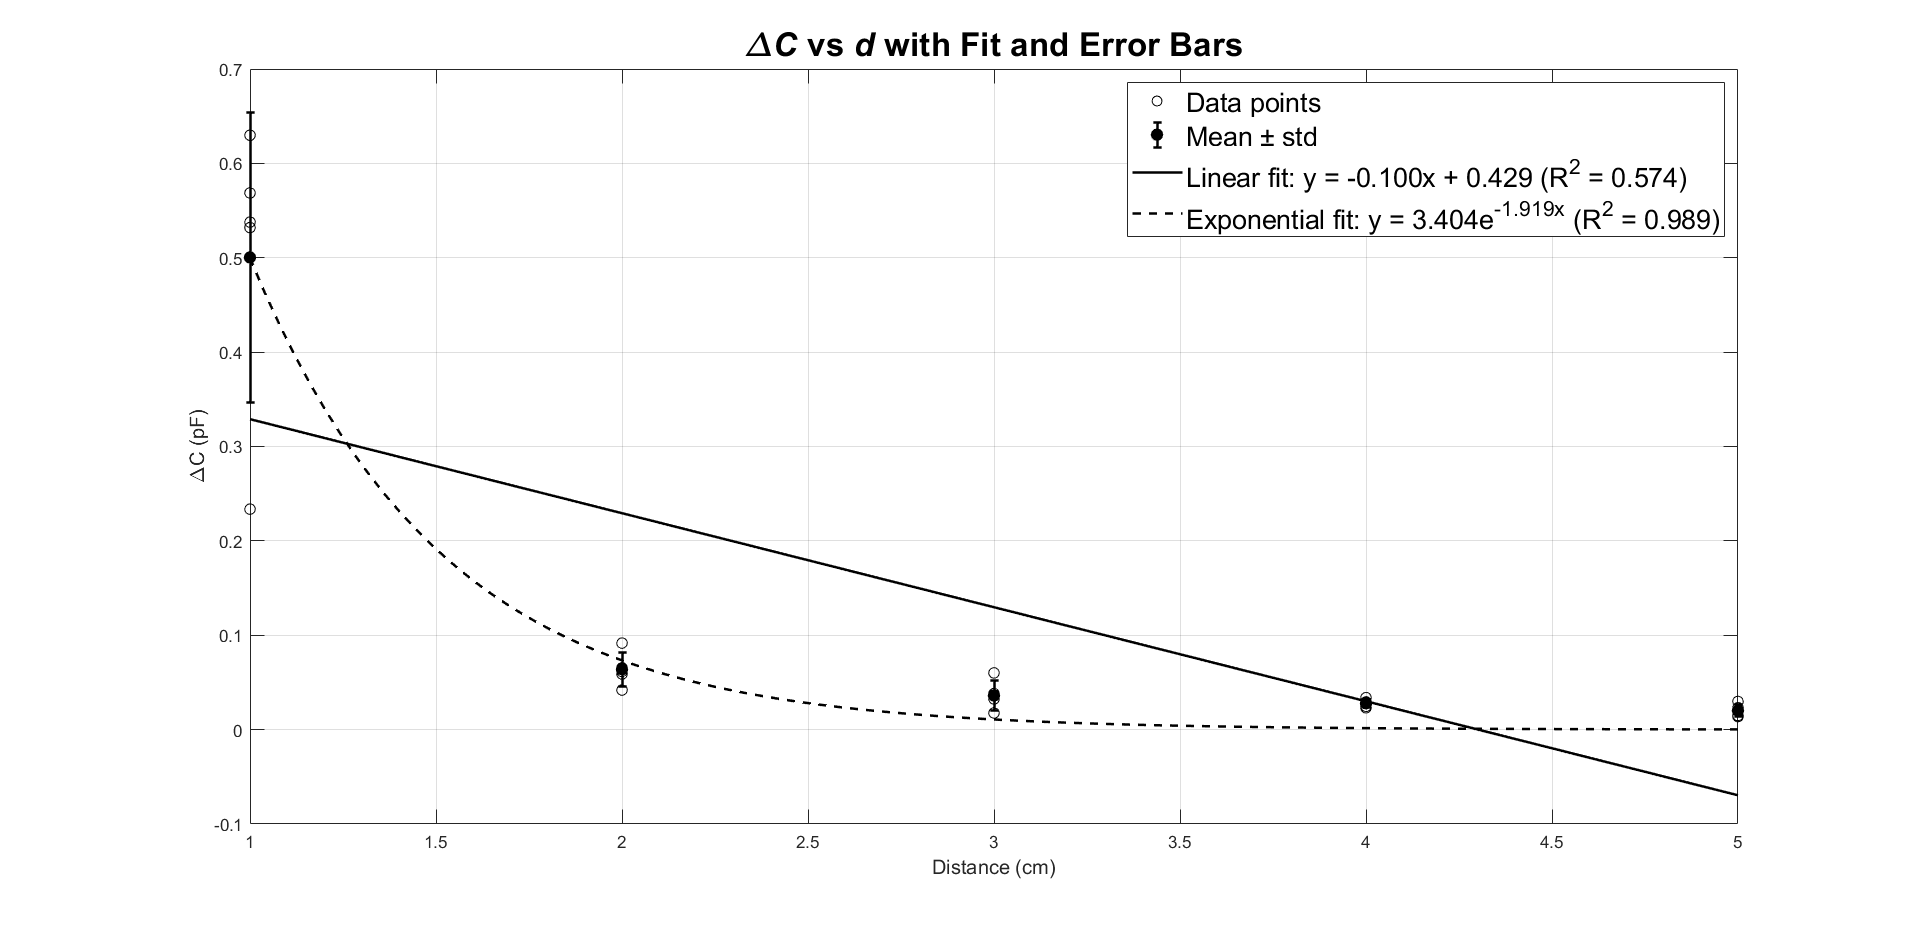 ΔC vs d with Fit and Error Bars
Data points
Mean ± std
Linear fit: y = -0.100x + 0.429 (R² = 0.574)
Exponential fit: y = 3.404e^-1.919x (R² = 0.989)
ΔC (pF)
0.7
0.6
0.5
0.4
0.3
0.2
0.1
0
-0.1
1 1.5 2 2.5 3 3.5 4 4.5 5
Distance (cm)